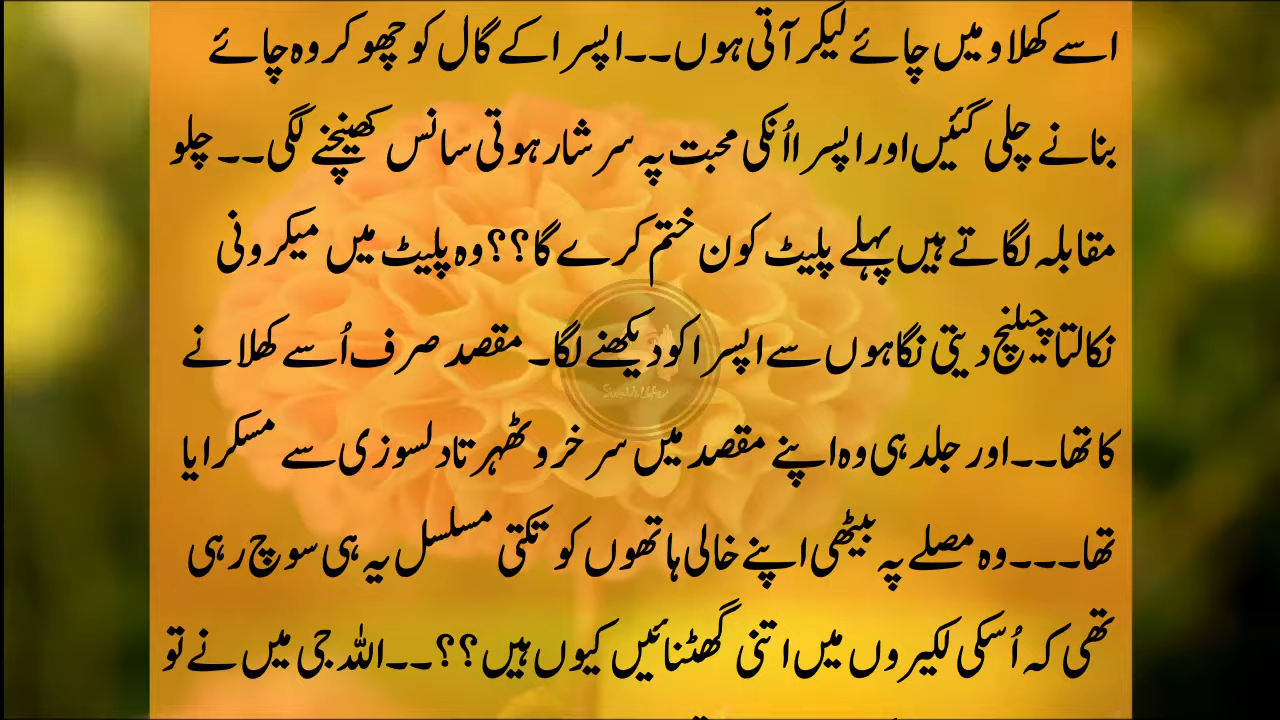 اسے کھلاو میں چائے لیکر آتی ہوں۔۔اپسرا کے گال کو چھو کر وہ چائے
بنانے چلی گئیں اور اپسرا اُنکی محبت پہ سرشار ہوتی سانس کھینچنے لگی۔۔ چلو
مقابلہ لگاتے ہیں پہلے پلیٹ کون ختم کرے گا؟؟ وہ پلیٹ میں میکرونی
نکالتا چیلنج دیتی نگاہوں سے اپسرا کو دیکھنے لگا۔ مقصد صرف اُسے کھلانے
کا تھا۔۔اور جلد ہی وہ اپنے مقصد میں سرخرو ٹھہرتا دلسوزی سے مسکرایا
تھا۔۔۔وہ مصلے پہ بیٹھی اپنے خالی ہاتھوں کو تکتی مسلسل یہ ہی سوچ رہی
تھی کہ اُسکی لکیروں میں اتنی گھٹنائیں کیوں ہیں؟؟۔۔اللہ جی میں نے تو